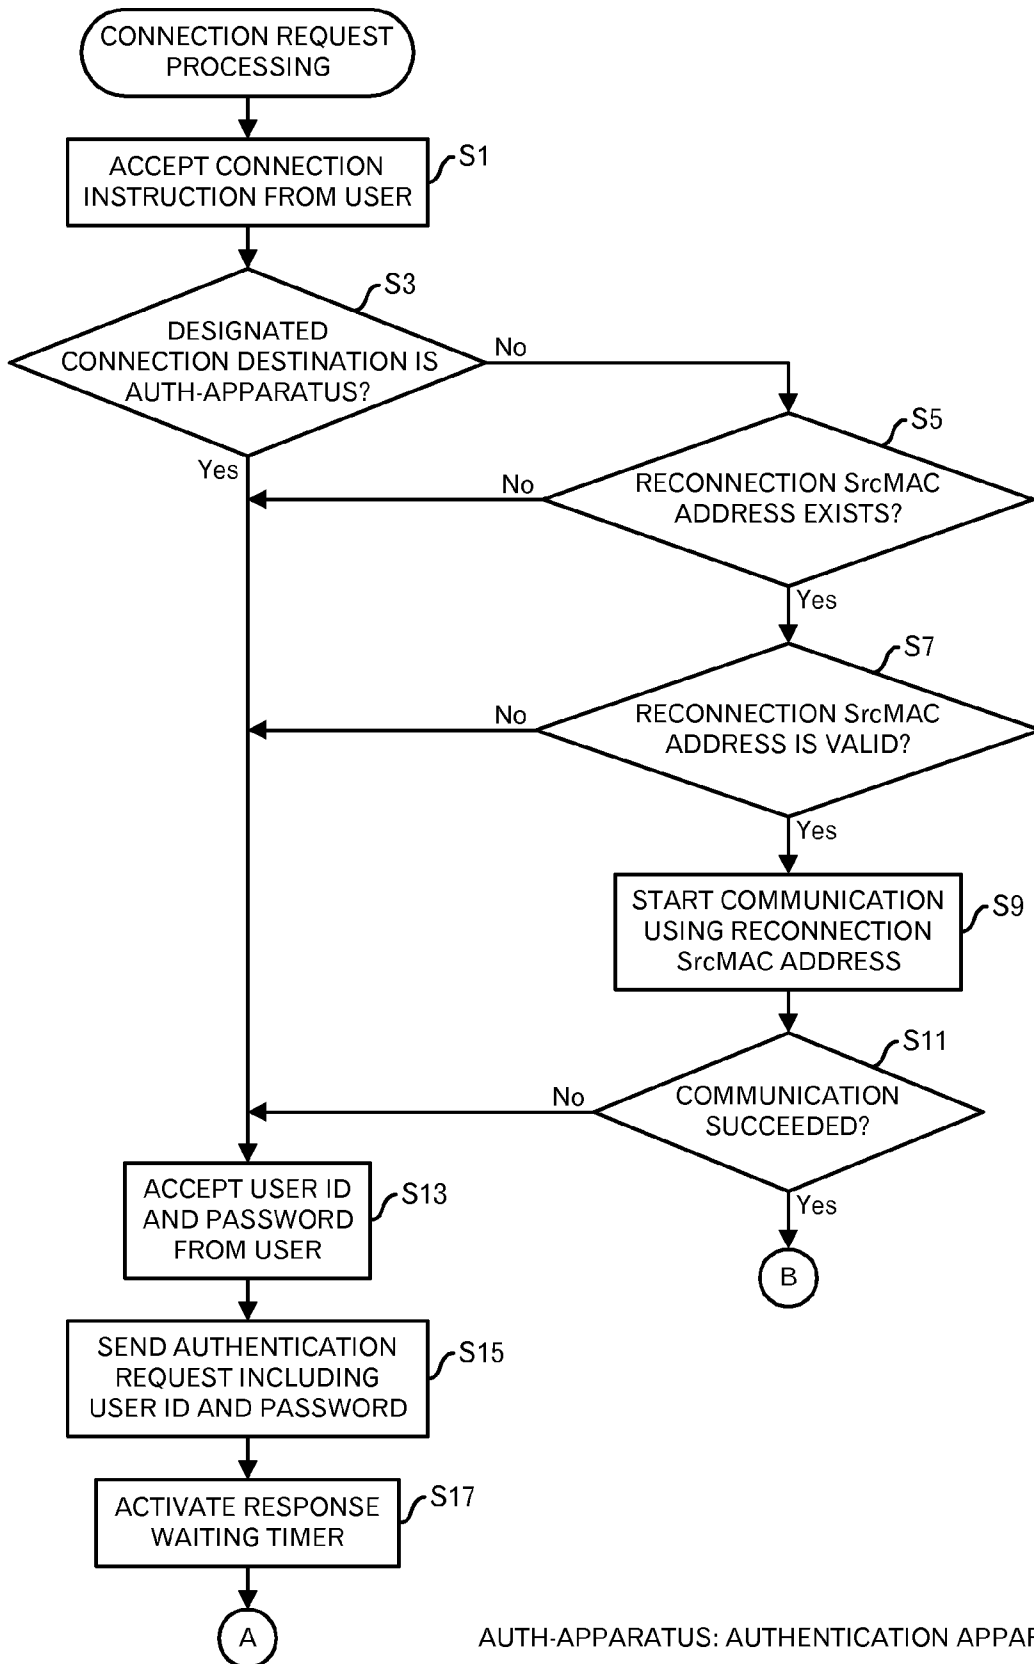 CONNECTION REQUEST
PROCESSING
ACCEPT CONNECTION
INSTRUCTION FROM USER
S1
S3
DESIGNATED
CONNECTION DESTINATION IS
AUTH-APPARATUS?
No
Yes
S5
RECONNECTION SrcMAC
ADDRESS EXISTS?
No
Yes
S7
RECONNECTION SrcMAC
ADDRESS IS VALID?
No
Yes
START COMMUNICATION
USING RECONNECTION
SrcMAC ADDRESS
S9
S11
COMMUNICATION
SUCCEEDED?
No
Yes
B
ACCEPT USER ID
AND PASSWORD
FROM USER
S13
SEND AUTHENTICATION
REQUEST INCLUDING
USER ID AND PASSWORD
S15
ACTIVATE RESPONSE
WAITING TIMER
S17
A
AUTH-APPARATUS: AUTHENTICATION APPAR